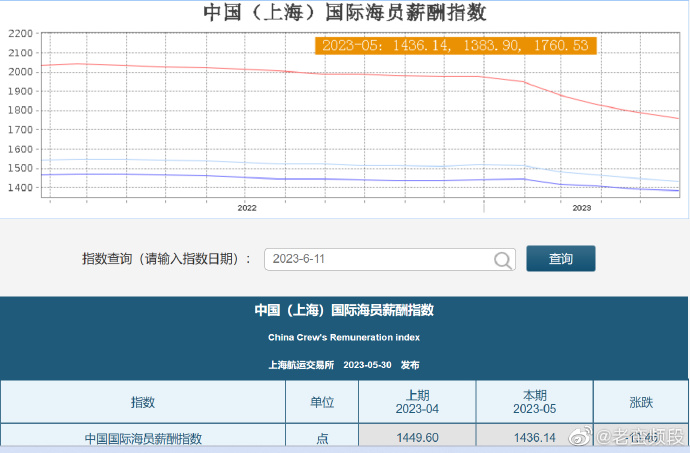 中国（上海）国际海员薪酬指数
2023-05: 1436.14, 1383.90, 1760.53
2200
2100
2000
1900
1800
1700
1600
1500
1400
2022
2023
指数查询（请输入指数日期）：
2023-6-11
查询
中国（上海）国际海员薪酬指数
China Crew's Remuneration index
上海航运交易所 2023-05-30 发布
指数 单位 上期 2023-04 本期 2023-05 涨跌
中国国际海员薪酬指数 点 1449.60 1436.14 -13.46
@老蛮频段